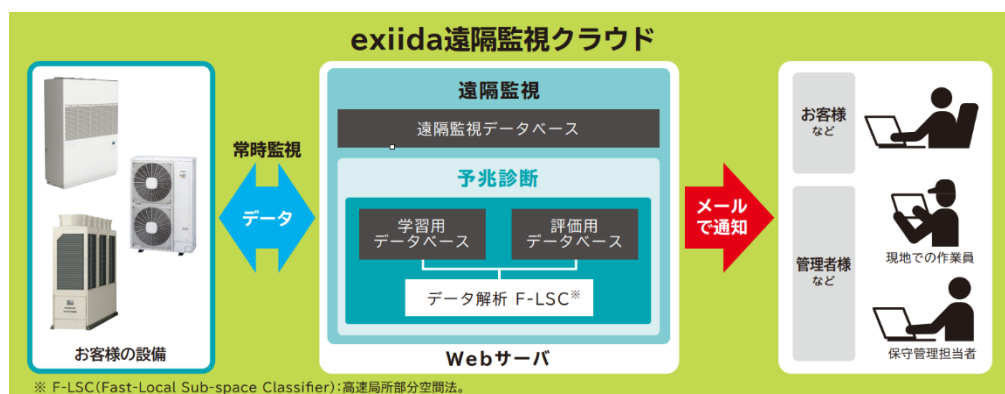 exiida遠隔監視クラウド
お客様の設備
常時監視
データ
遠隔監視
遠隔監視データベース
予兆診断
学習用
データベース
評価用
データベース
データ解析 F-LSC※
Webサーバ
メール
で通知
お客様
など
管理者様
など
現地での作業員
保守管理担当者
※ F-LSC(Fast-Local Sub-space Classifier):高速局所部分空間法。